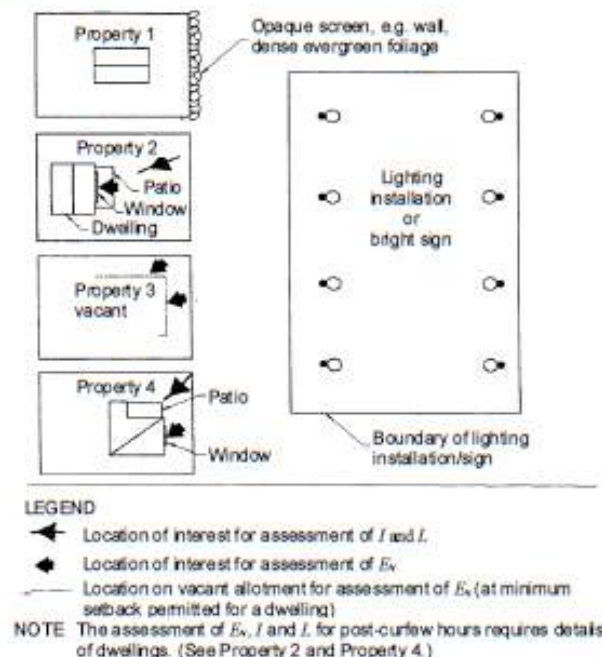 Property 1
Opaque screen, e.g. wall,
dense evergreen foliage
Property 2
Patio
Window
Dwelling
Lighting
installation
or
bright sign
Property 3
vacant
Property 4
Patio
Window
Boundary of lighting
installation/sign
LEGEND
Location of interest for assessment of I and L
Location of interest for assessment of Ev
Location on vacant allotment for assessment of Ev (at minimum
setback permitted for a dwelling)
NOTE The assessment of Ev, I and L for post-curfew hours requires details
of dwellings. (See Property 2 and Property 4.)